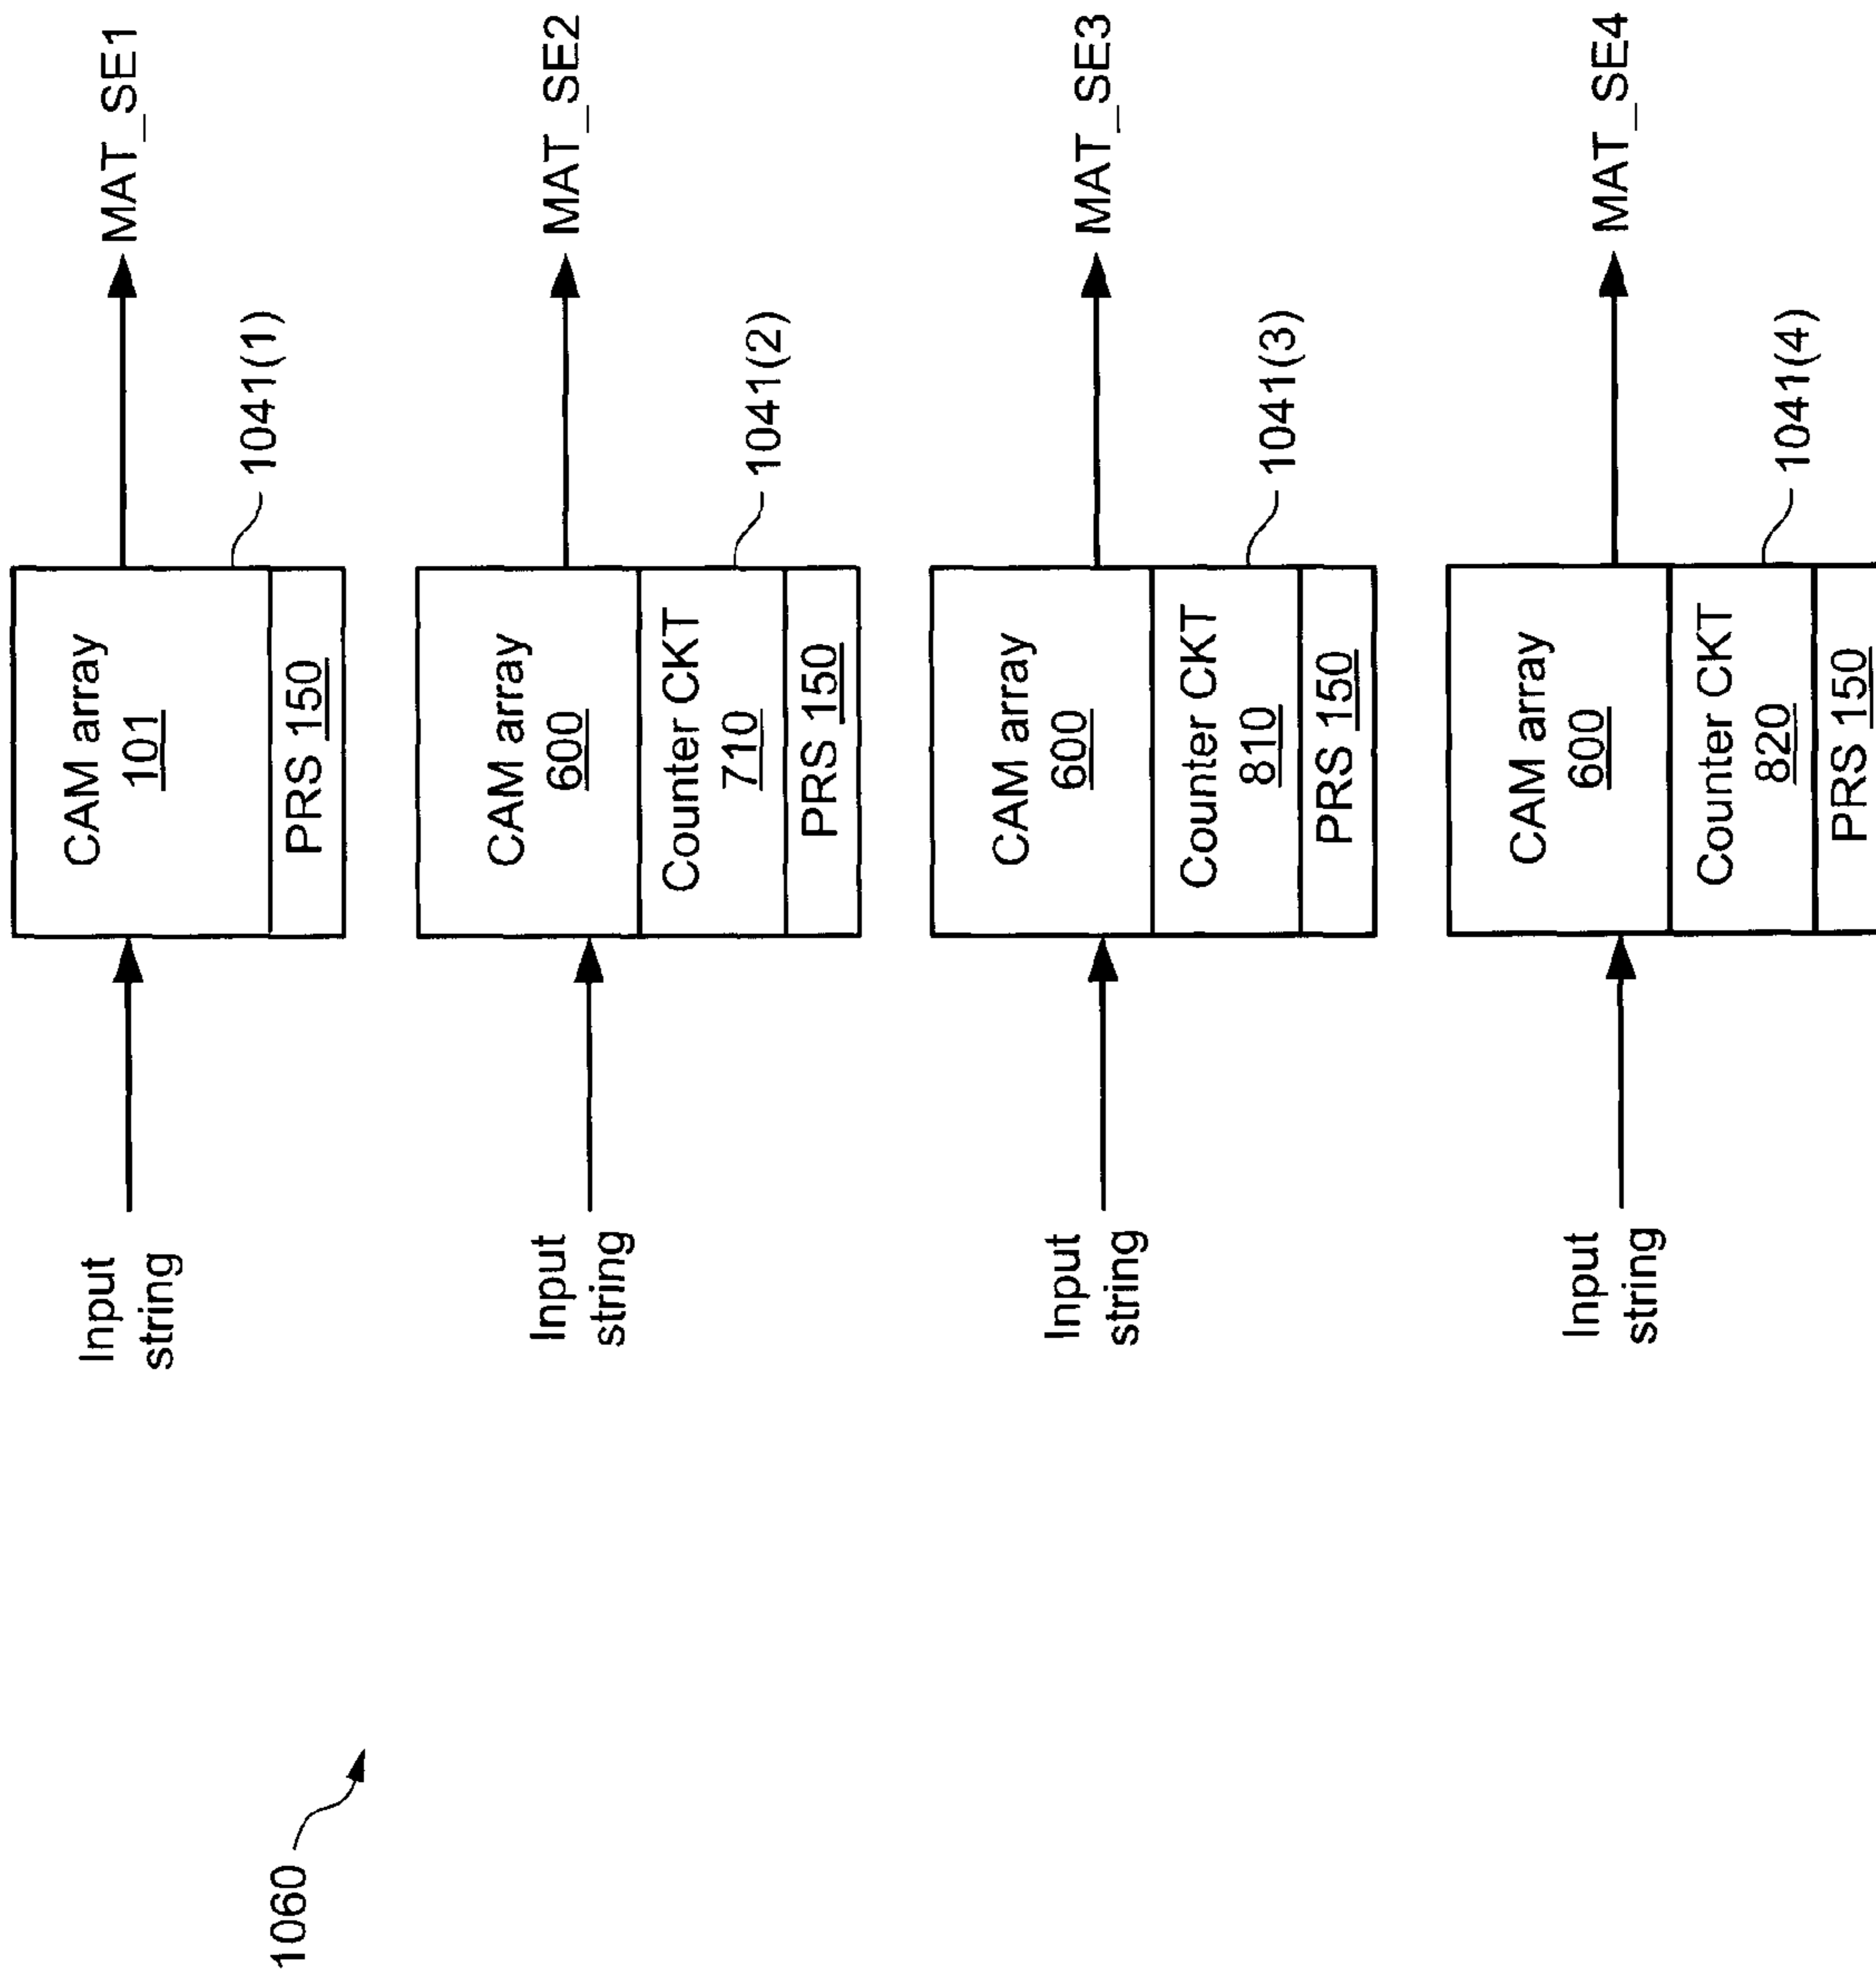 1060
Input
string
CAM array
101
PRS 150
1041(1)
MAT_SE1
Input
string
CAM array
600
Counter CKT
710
PRS 150
1041(2)
MAT_SE2
Input
string
CAM array
600
Counter CKT
810
PRS 150
1041(3)
MAT_SE3
Input
string
CAM array
600
Counter CKT
820
PRS 150
1041(4)
MAT_SE4